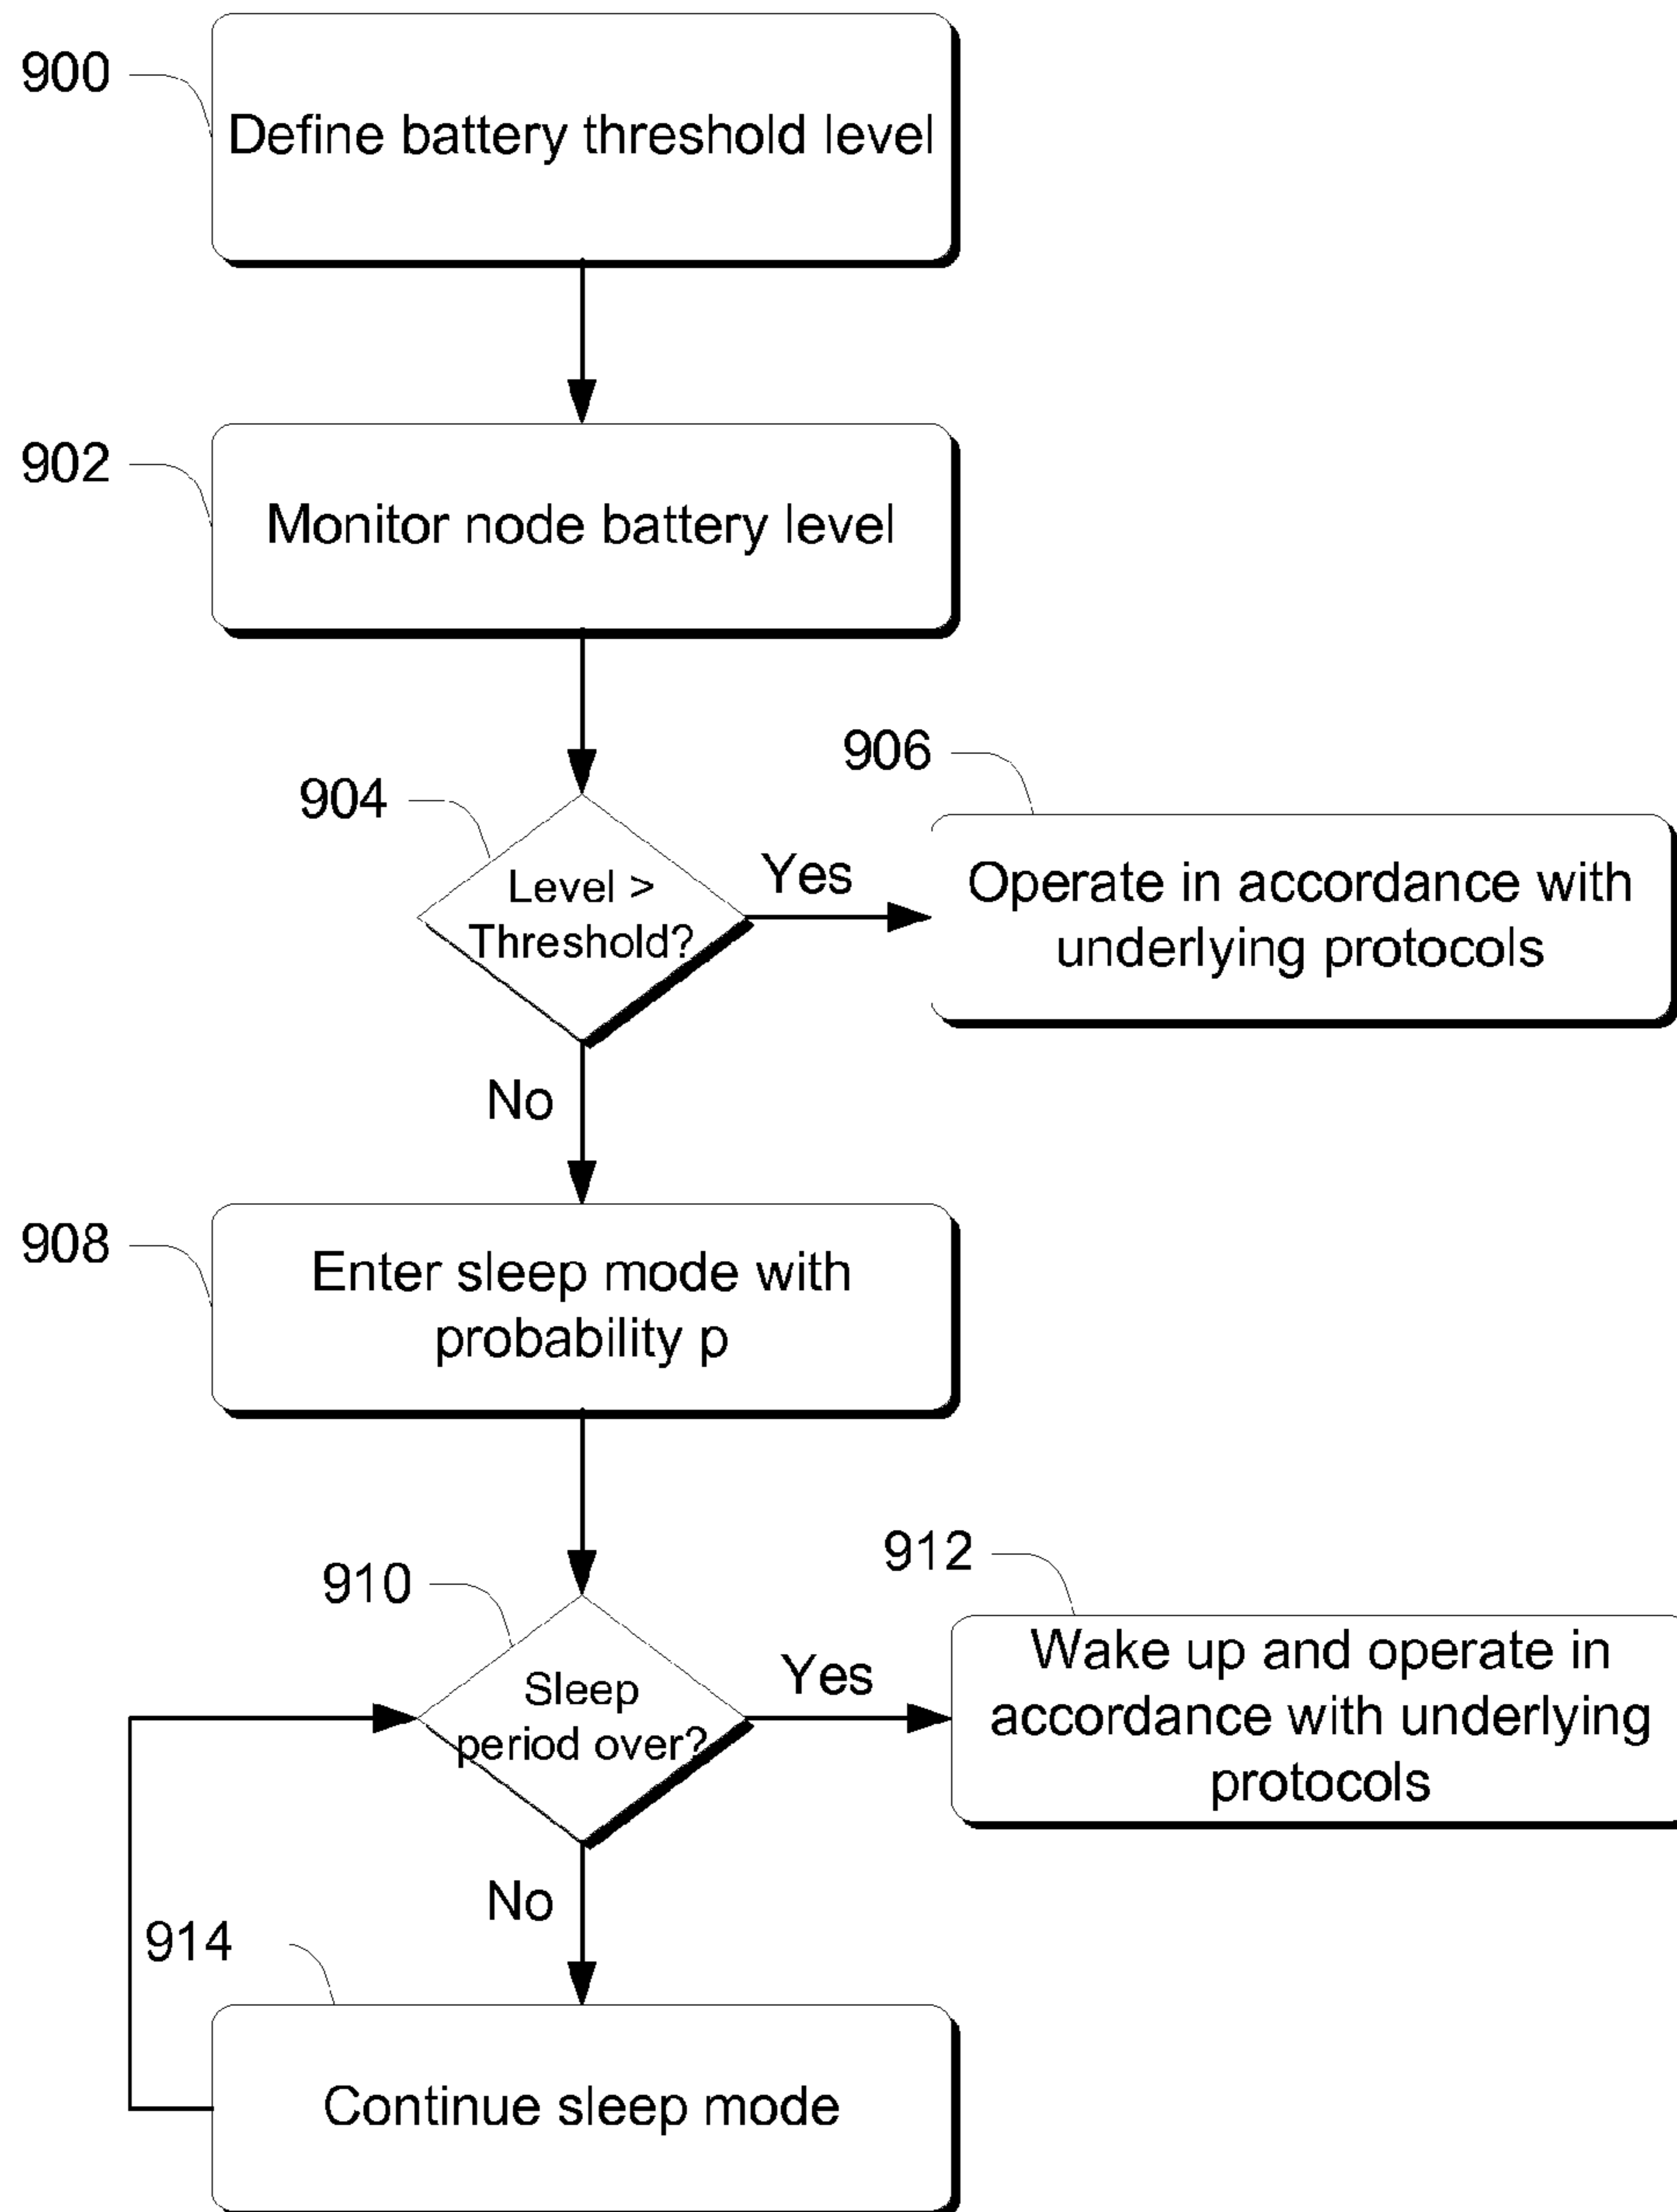 900
Define battery threshold level
902
Monitor node battery level
904
Level >
Threshold?
Yes
906
Operate in accordance with
underlying protocols
No
908
Enter sleep mode with
probability p
910
Sleep
period over?
Yes
912
Wake up and operate in
accordance with underlying
protocols
No
914
Continue sleep mode